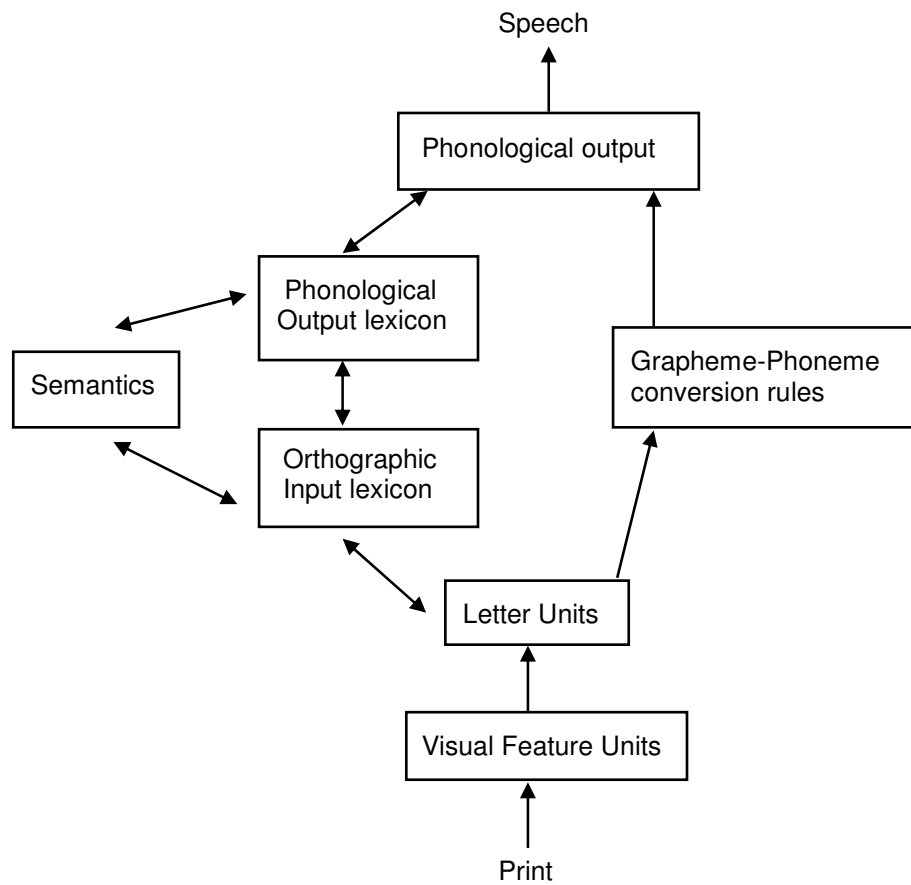 Speech
Phonological output
Phonological
Output lexicon
Semantics
Grapheme-Phoneme
conversion rules
Orthographic
Input lexicon
Letter Units
Visual Feature Units
Print